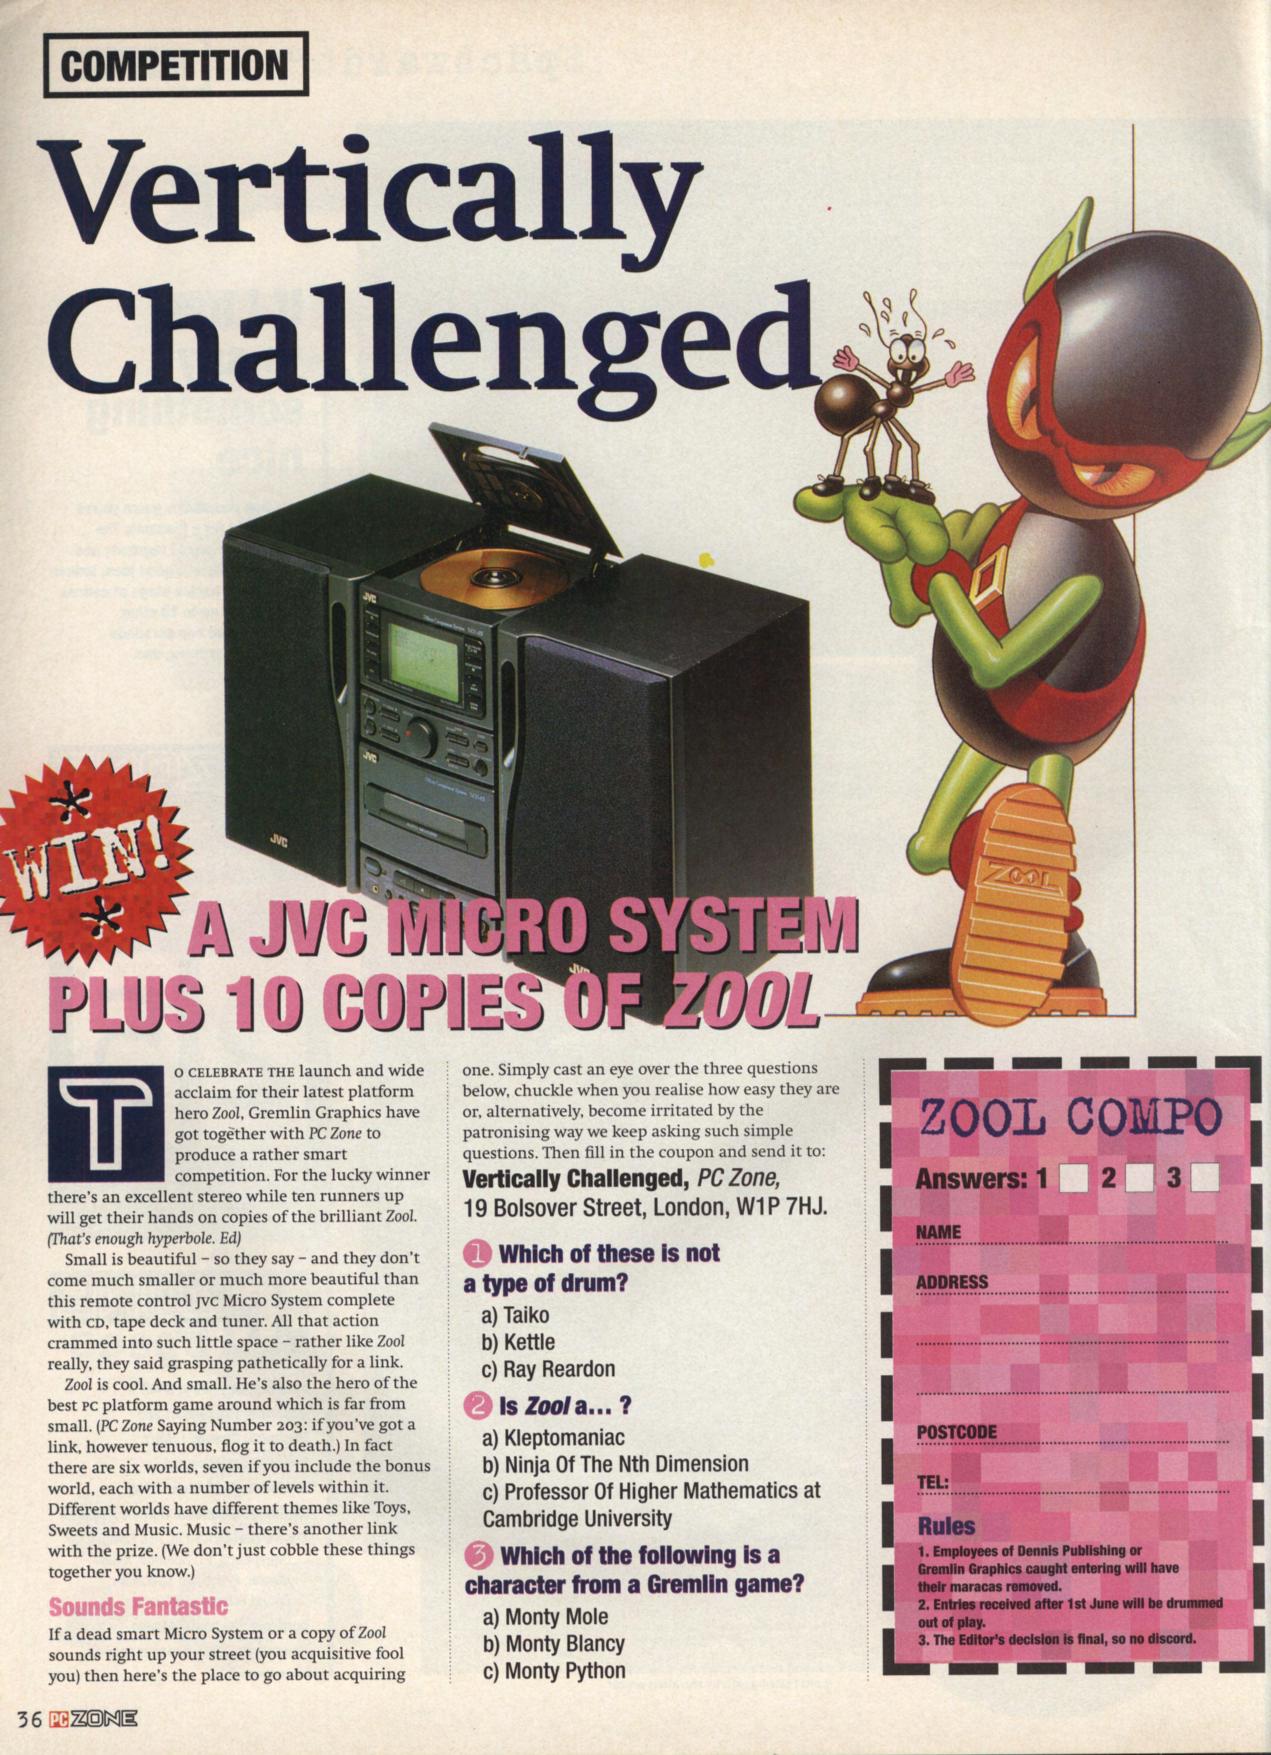 COMPETITION
Vertically
Challenged
JVC
JVC
JVC
ZOOL
WIN!
A JVC MICRO SYSTEM
PLUS 10 COPIES OF ZOOL
TO CELEBRATE THE launch and wide
acclaim for their latest platform
hero Zool, Gremlin Graphics have
got together with PC Zone to
produce a rather smart
competition. For the lucky winner
there's an excellent stereo while ten runners up
will get their hands on copies of the brilliant Zool.
(That's enough hyperbole. Ed)
Small is beautiful – so they say – and they don't
come much smaller or much more beautiful than
this remote control JVC Micro System complete
with CD, tape deck and tuner. All that action
crammed into such little space – rather like Zool
really, they said grasping pathetically for a link.
Zool is cool. And small. He's also the hero of the
best PC platform game around which is far from
small. (PC Zone Saying Number 203: if you've got a
link, however tenuous, flog it to death.) In fact
there are six worlds, seven if you include the bonus
world, each with a number of levels within it.
Different worlds have different themes like Toys,
Sweets and Music. Music – there's another link
with the prize. (We don't just cobble these things
together you know.)
Sounds Fantastic
If a dead smart Micro System or a copy of Zool
sounds right up your street (you acquisitive fool
you) then here's the place to go about acquiring
one. Simply cast an eye over the three questions
below, chuckle when you realise how easy they are
or, alternatively, become irritated by the
patronising way we keep asking such simple
questions. Then fill in the coupon and send it to:
Vertically Challenged, PC Zone,
19 Bolsover Street, London, W1P 7HJ.
1 Which of these is not
a type of drum?
a) Taiko
b) Kettle
c) Ray Reardon
2 Is Zool a... ?
a) Kleptomaniac
b) Ninja Of The Nth Dimension
c) Professor Of Higher Mathematics at
Cambridge University
3 Which of the following is a
character from a Gremlin game?
a) Monty Mole
b) Monty Blancy
c) Monty Python
ZOOL COMPO
Answers: 1 2 3
NAME
ADDRESS
POSTCODE
TEL:
Rules
1. Employees of Dennis Publishing or
Gremlin Graphics caught entering will have
their maracas removed.
2. Entries received after 1st June will be drummed
out of play.
3. The Editor's decision is final, so no discord.
36 PC ZONE